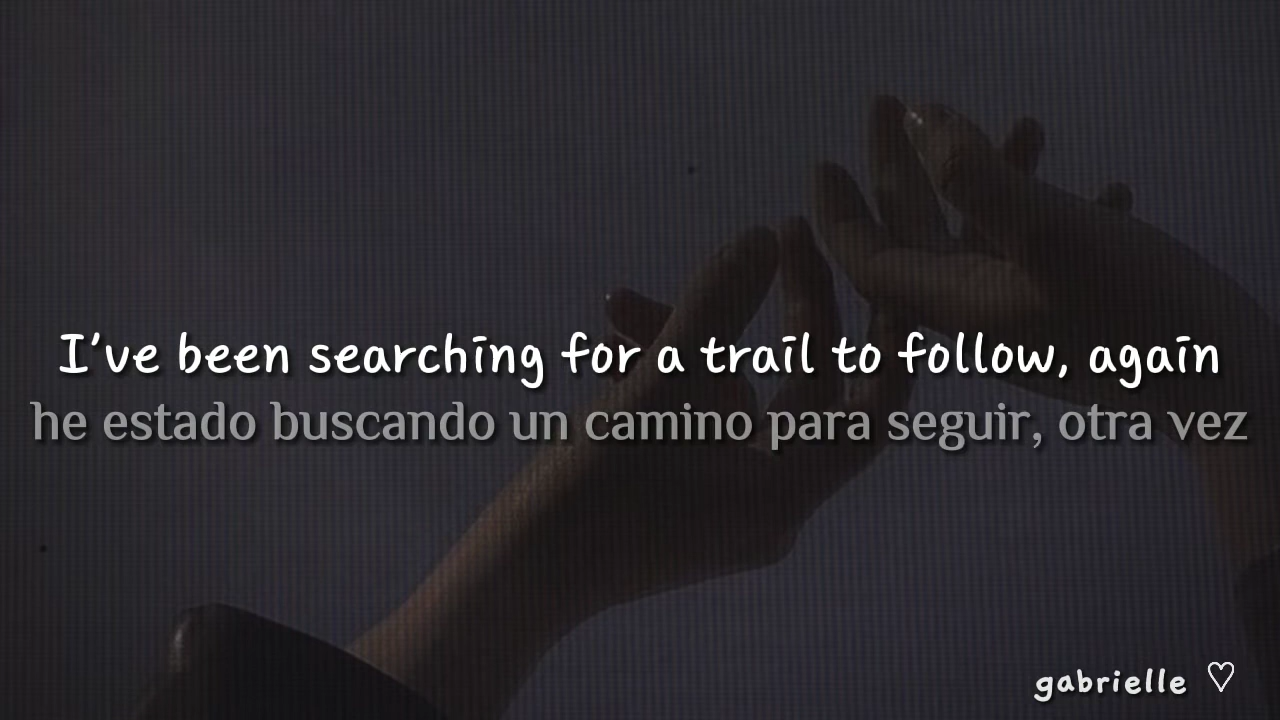 I've been searching for a trail to follow, again
he estado buscando un camino para seguir, otra vez
gabrielle ♡